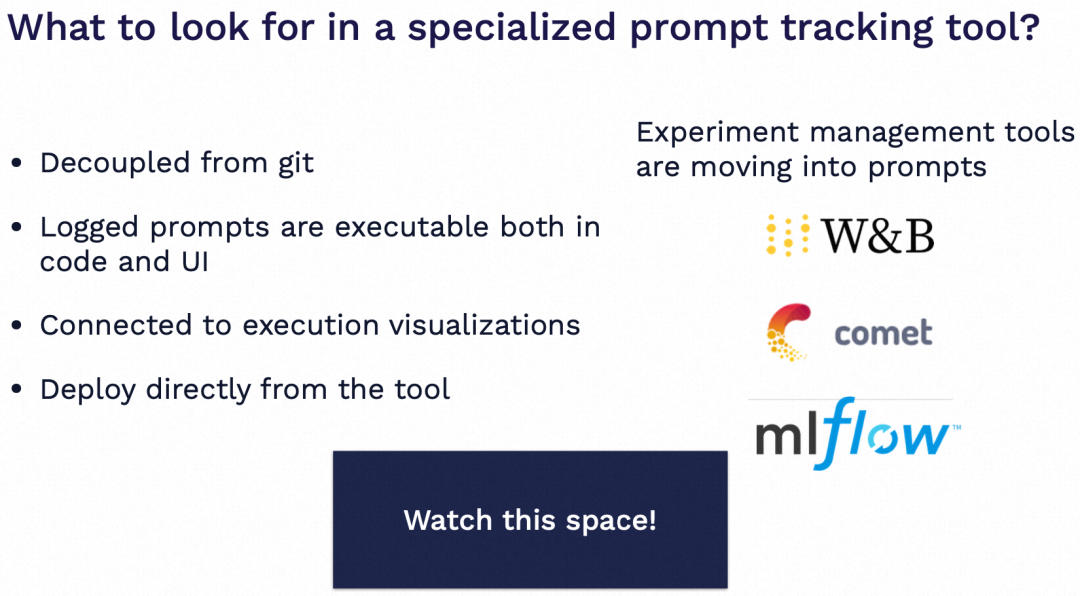 What to look for in a specialized prompt tracking tool?
• Decoupled from git
• Logged prompts are executable both in
code and UI
• Connected to execution visualizations
• Deploy directly from the tool
Experiment management tools
are moving into prompts
W&B
comet
mlflow™
Watch this space!